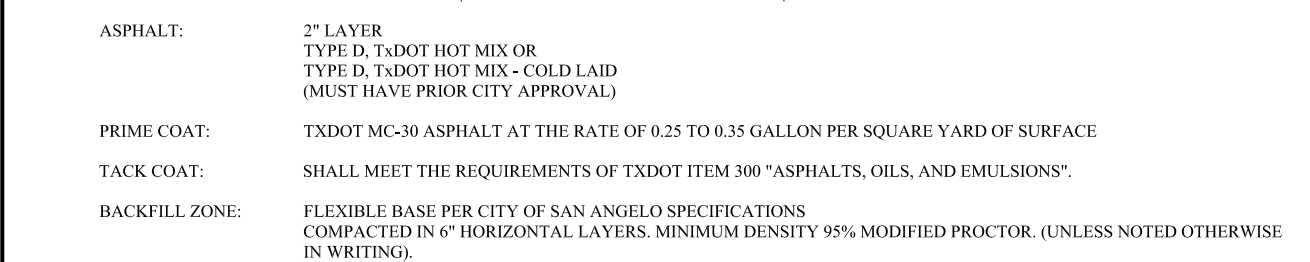 ASPHALT: 2" LAYER
TYPE D, TxDOT HOT MIX OR
TYPE D, TxDOT HOT MIX - COLD LAID
(MUST HAVE PRIOR CITY APPROVAL)
PRIME COAT: TXDOT MC-30 ASPHALT AT THE RATE OF 0.25 TO 0.35 GALLON PER SQUARE YARD OF SURFACE
TACK COAT: SHALL MEET THE REQUIREMENTS OF TXDOT ITEM 300 "ASPHALTS, OILS, AND EMULSIONS".
BACKFILL ZONE: FLEXIBLE BASE PER CITY OF SAN ANGELO SPECIFICATIONS
COMPACTED IN 6" HORIZONTAL LAYERS. MINIMUM DENSITY 95% MODIFIED PROCTOR. (UNLESS NOTED OTHERWISE
IN WRITING).